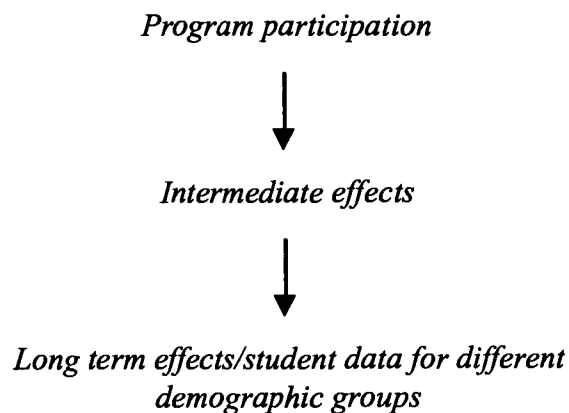 Program participation
Intermediate effects
Long term effects/student data for different
demographic groups